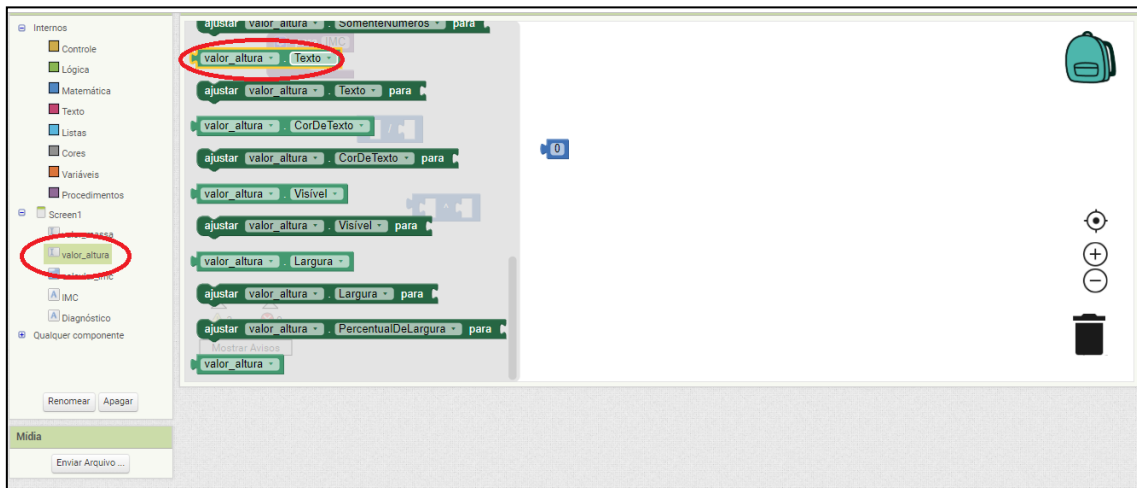 Internos
Controle
Lógica
Matemática
Texto
Listas
Cores
Variáveis
Procedimentos
Screen1
valor_massa
valor_altura
IMC
Diagnóstico
Qualquer componente
Renomear Apagar
Mídia
Enviar Arquivo ...
ajustar valor_altura . SomenteNúmeros para
valor_altura . Texto
ajustar valor_altura . Texto para
valor_altura . CorDeTexto
ajustar valor_altura . CorDeTexto para
valor_altura . Visível
ajustar valor_altura . Visível para
valor_altura . Largura
ajustar valor_altura . Largura para
ajustar valor_altura . PercentualDeLargura para
Mostrar Avisos
valor_altura
/
^
0